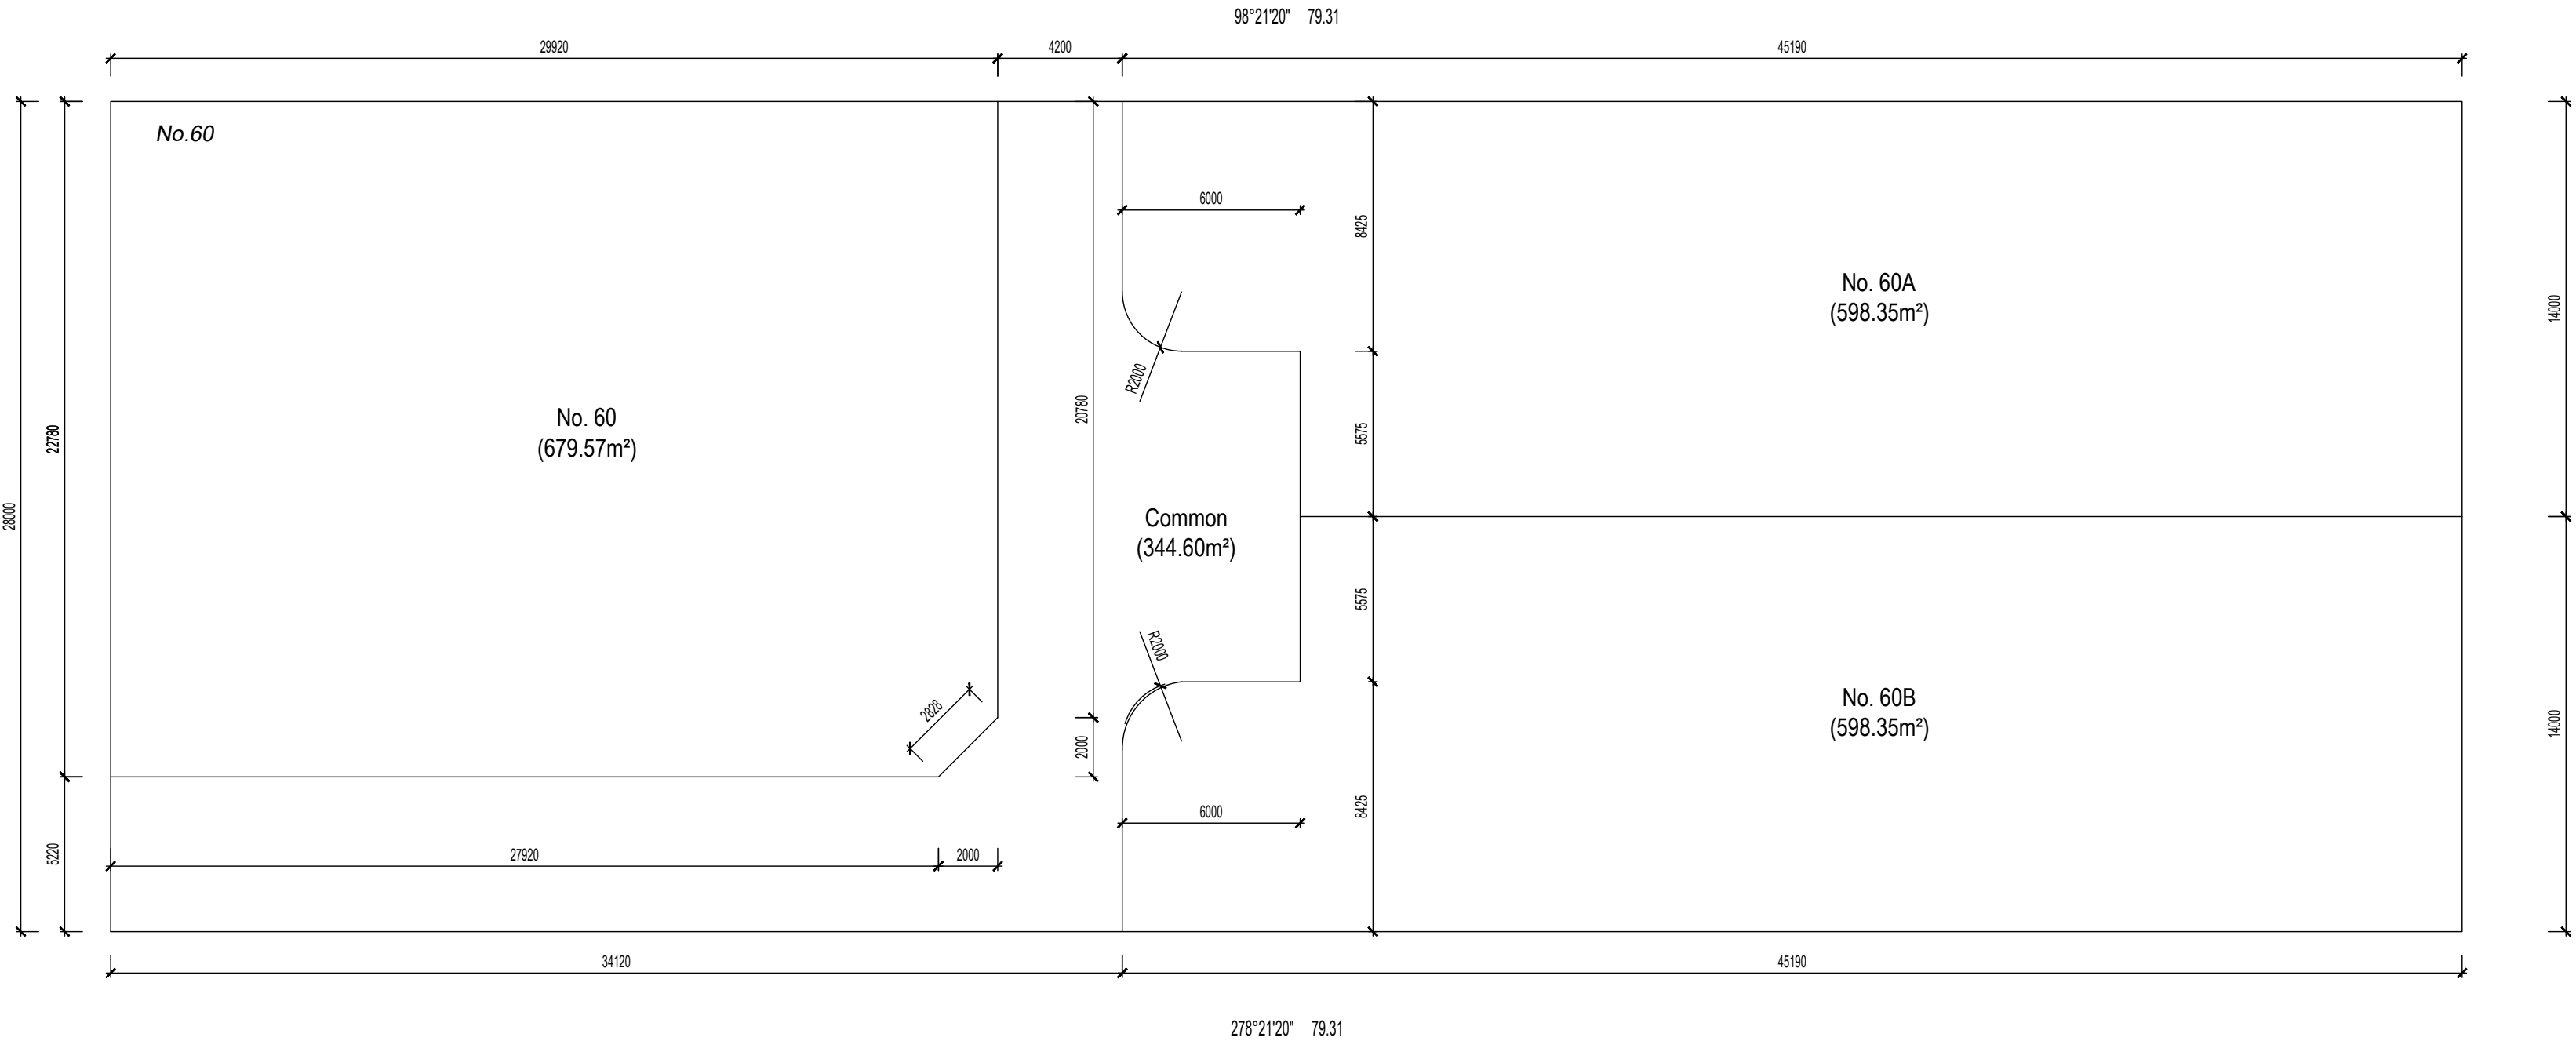 98°21'20" 79.31
29920
4200
45190
No.60
6000
8425
No. 60A
(598.35m²)
14000
R2000
20780
22780
No. 60
(679.57m²)
5575
28000
Common
(344.60m²)
5575
R2000
2828
No. 60B
(598.35m²)
14000
2000
8425
6000
5220
27920
2000
34120
45190
278°21'20" 79.31